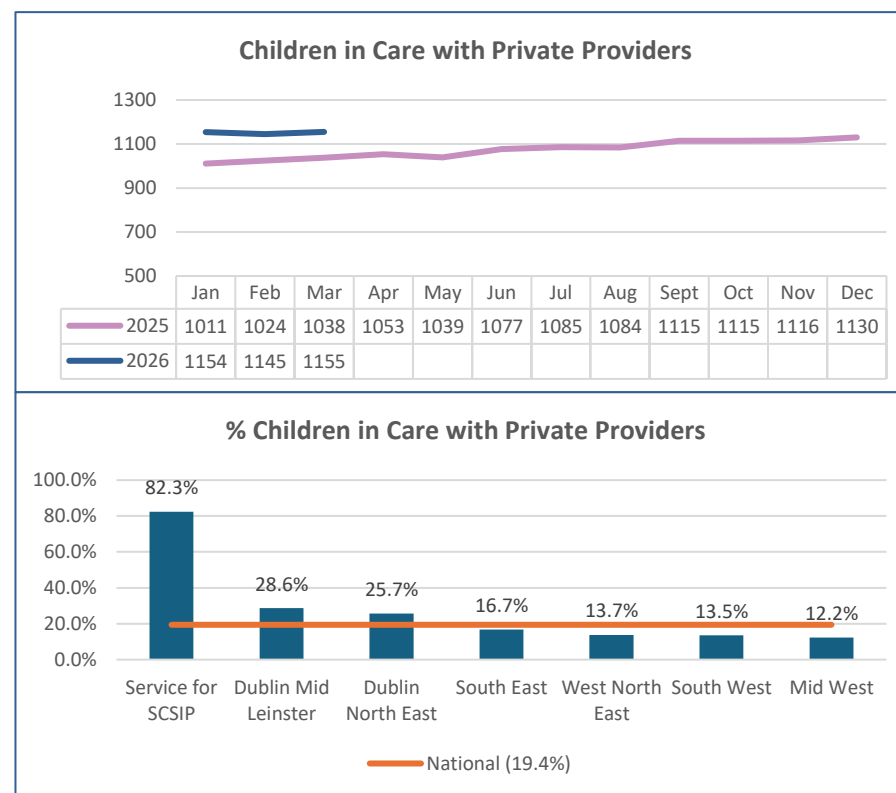 Children in Care with Private Providers
1300
1100
900
700
500
Jan Feb Mar Apr May Jun Jul Aug Sept Oct Nov Dec
2025 1011 1024 1038 1053 1039 1077 1085 1084 1115 1115 1116 1130
2026 1154 1145 1155
% Children in Care with Private Providers
100.0%
80.0%
60.0%
40.0%
20.0%
0.0%
82.3% 28.6% 25.7% 16.7% 13.7% 13.5% 12.2%
Service for Dublin Mid Dublin South East West North South West Mid West
SCSIP Leinster North East East
National (19.4%)